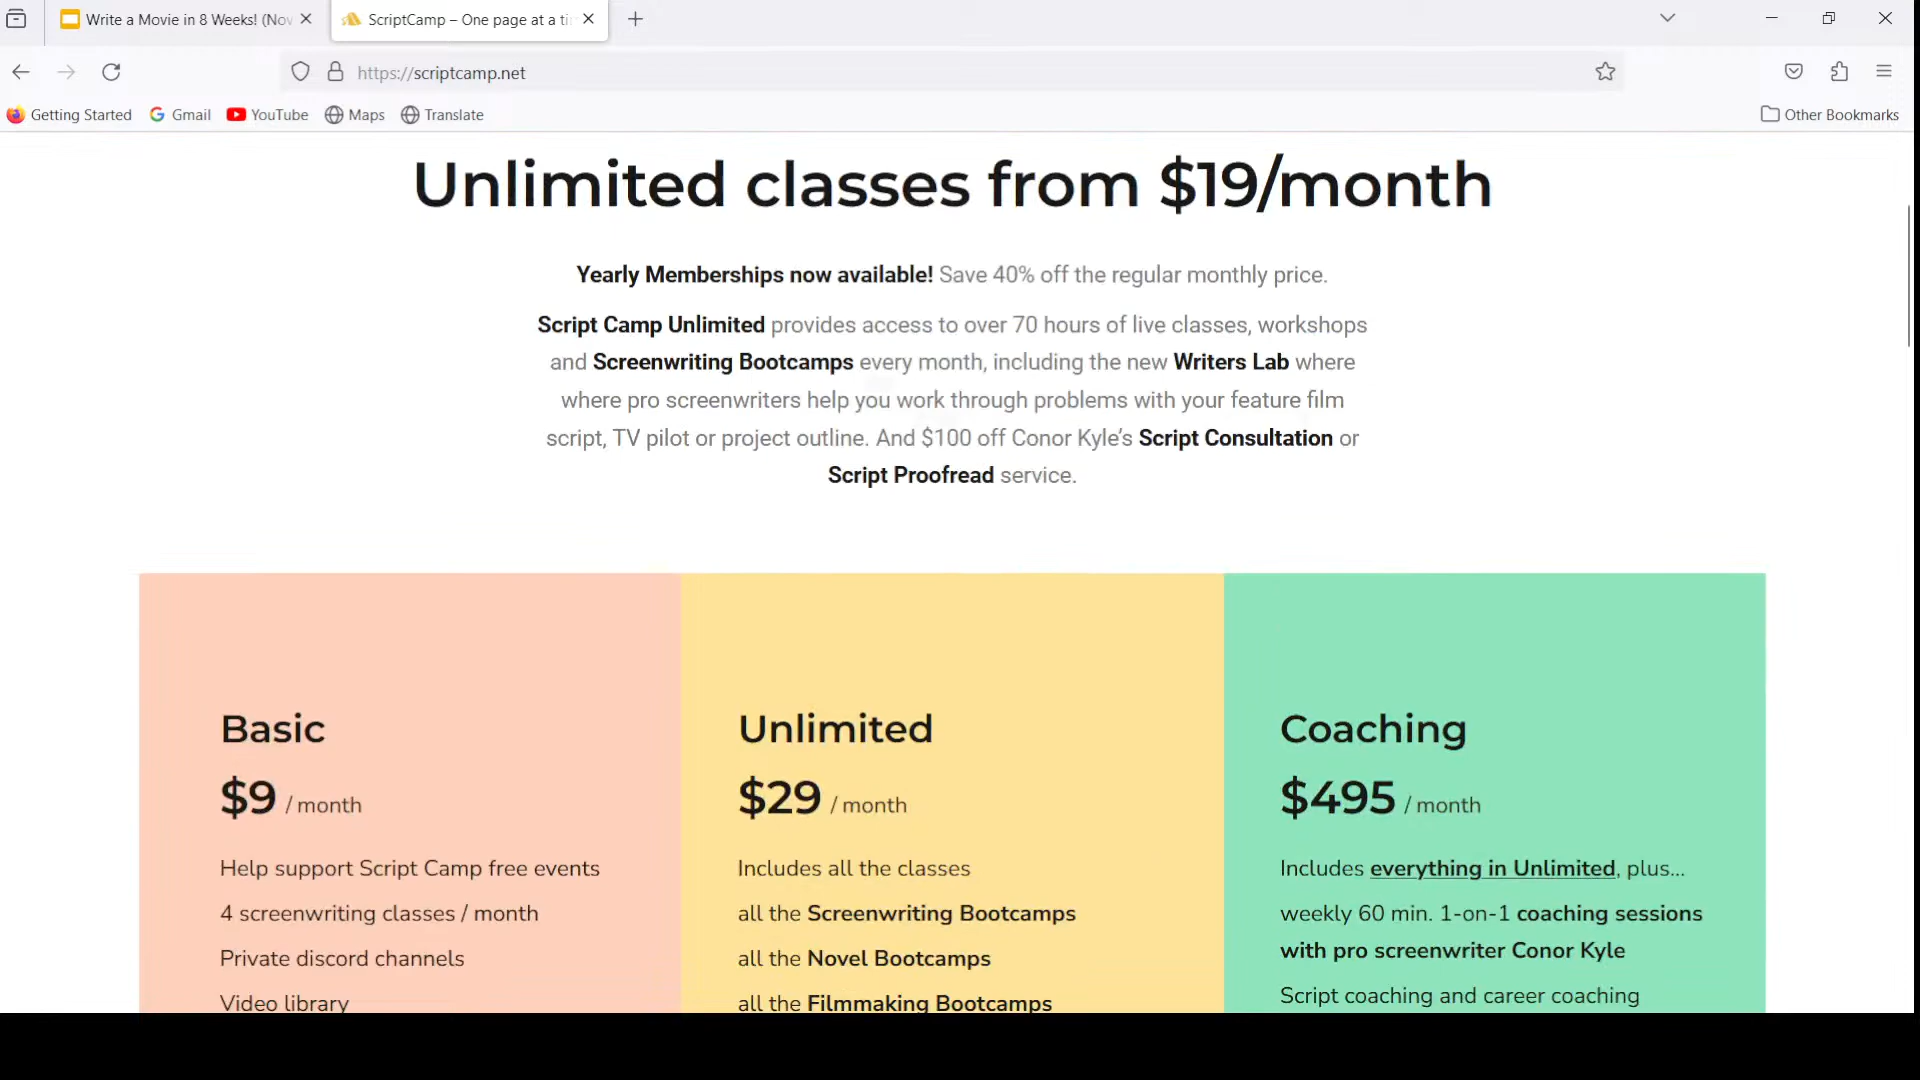 Write a Movie in 8 Weeks! (Nov
ScriptCamp – One page at a ti
https://scriptcamp.net
Getting Started
Gmail
YouTube
Maps
Translate
Other Bookmarks
Unlimited classes from $19/month
Yearly Memberships now available! Save 40% off the regular monthly price.
Script Camp Unlimited provides access to over 70 hours of live classes, workshops
and Screenwriting Bootcamps every month, including the new Writers Lab where
where pro screenwriters help you work through problems with your feature film
script, TV pilot or project outline. And $100 off Conor Kyle's Script Consultation or
Script Proofread service.
Basic
$9 / month
Help support Script Camp free events
4 screenwriting classes / month
Private discord channels
Video library
Unlimited
$29 / month
Includes all the classes
all the Screenwriting Bootcamps
all the Novel Bootcamps
all the Filmmaking Bootcamps
Coaching
$495 / month
Includes everything in Unlimited, plus...
weekly 60 min. 1-on-1 coaching sessions
with pro screenwriter Conor Kyle
Script coaching and career coaching